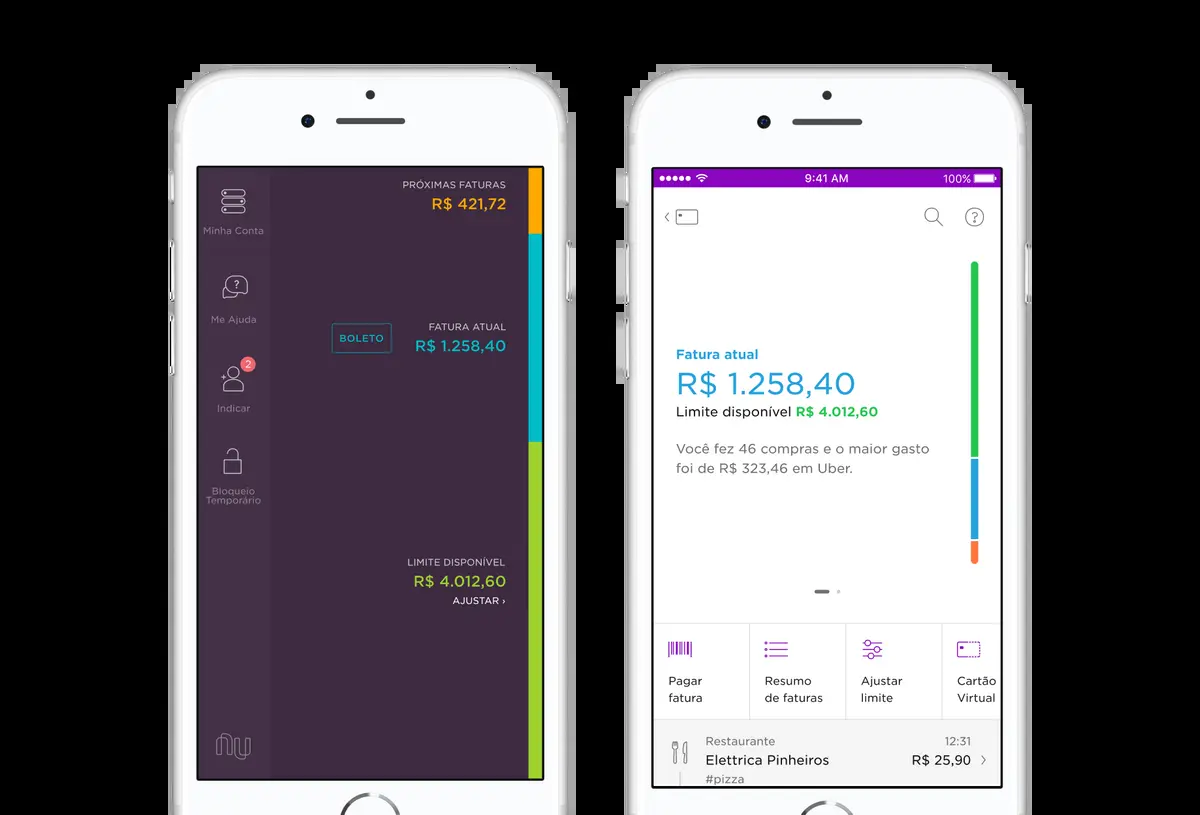 PRÓXIMAS FATURAS
R$ 421,72
Minha Conta
Me Ajuda
BOLETO
FATURA ATUAL
R$ 1.258,40
2
Indicar
Bloqueio
Temporário
LIMITE DISPONÍVEL
R$ 4.012,60
AJUSTAR ›
nu
9:41 AM
100%
?
Fatura atual
R$ 1.258,40
Limite disponível R$ 4.012,60
Você fez 46 compras e o maior gasto
foi de R$ 323,46 em Uber.
Pagar
fatura
Resumo
de faturas
Ajustar
limite
Cartão
Virtual
Restaurante
12:31
Elettrica Pinheiros
R$ 25,90
#pizza